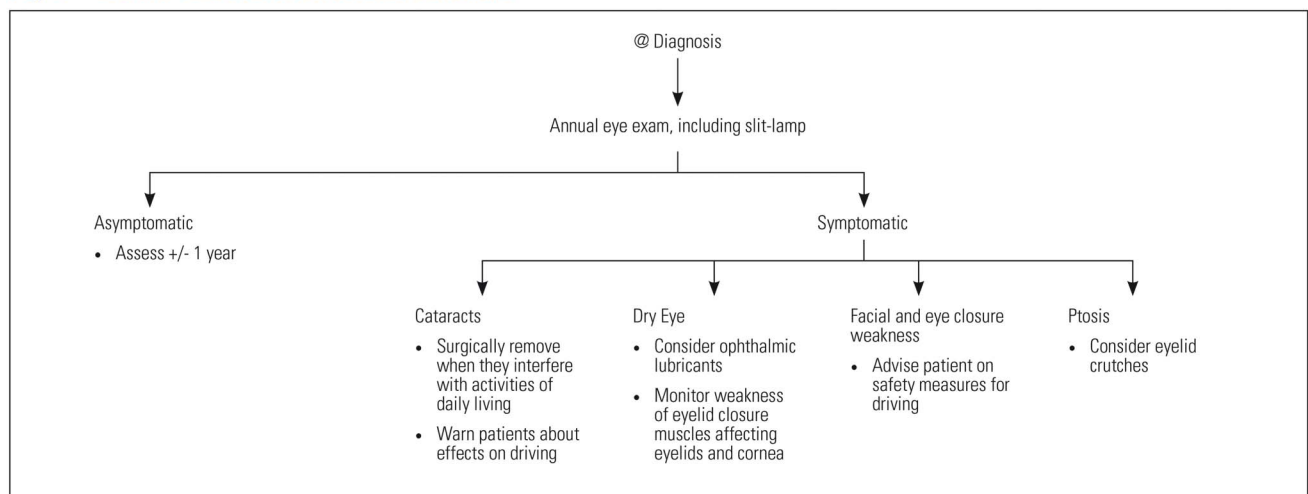 @ Diagnosis
Annual eye exam, including slit-lamp
Asymptomatic
• Assess +/- 1 year
Symptomatic
Cataracts
• Surgically remove
when they interfere
with activities of
daily living
• Warn patients about
effects on driving
Dry Eye
• Consider ophthalmic
lubricants
• Monitor weakness
of eyelid closure
muscles affecting
eyelids and cornea
Facial and eye closure
weakness
• Advise patient on
safety measures for
driving
Ptosis
• Consider eyelid
crutches